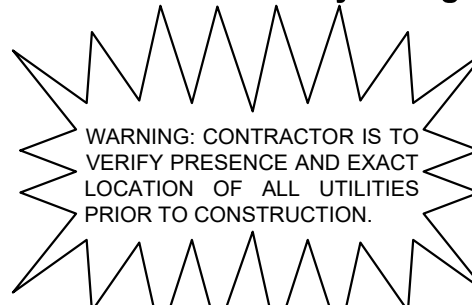 WARNING: CONTRACTOR IS TO
VERIFY PRESENCE AND EXACT
LOCATION OF ALL UTILITIES
PRIOR TO CONSTRUCTION.